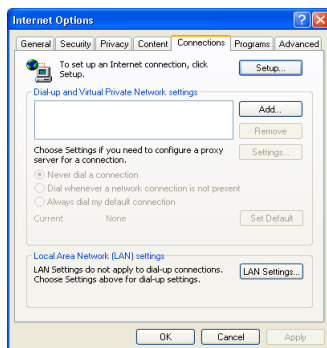 Internet Options
General Security Privacy Content Connections Programs Advanced
To set up an Internet connection, click
Setup.
Setup...
Dial-up and Virtual Private Network settings
Add...
Remove
Choose Settings if you need to configure a proxy
server for a connection.
Settings...
Never dial a connection
Dial whenever a network connection is not present
Always dial my default connection
Current None Set Default
Local Area Network (LAN) settings
LAN Settings do not apply to dial-up connections.
Choose Settings above for dial-up settings.
LAN Settings...
OK Cancel Apply